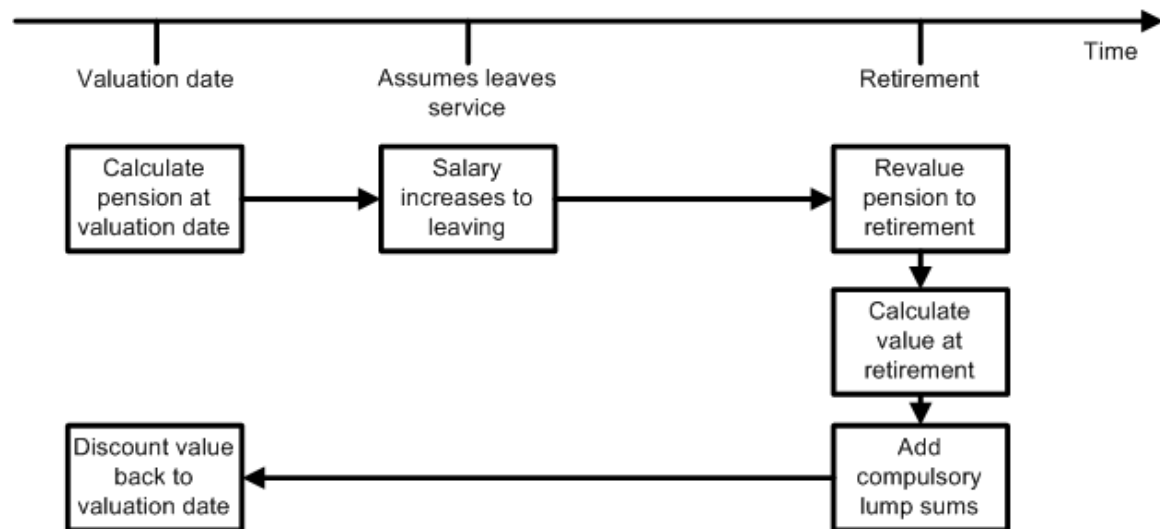 Time
Valuation date
Assumes leaves
service
Retirement
Calculate
pension at
valuation date
Salary
increases to
leaving
Revalue
pension to
retirement
Calculate
value at
retirement
Discount value
back to
valuation date
Add
compulsory
lump sums